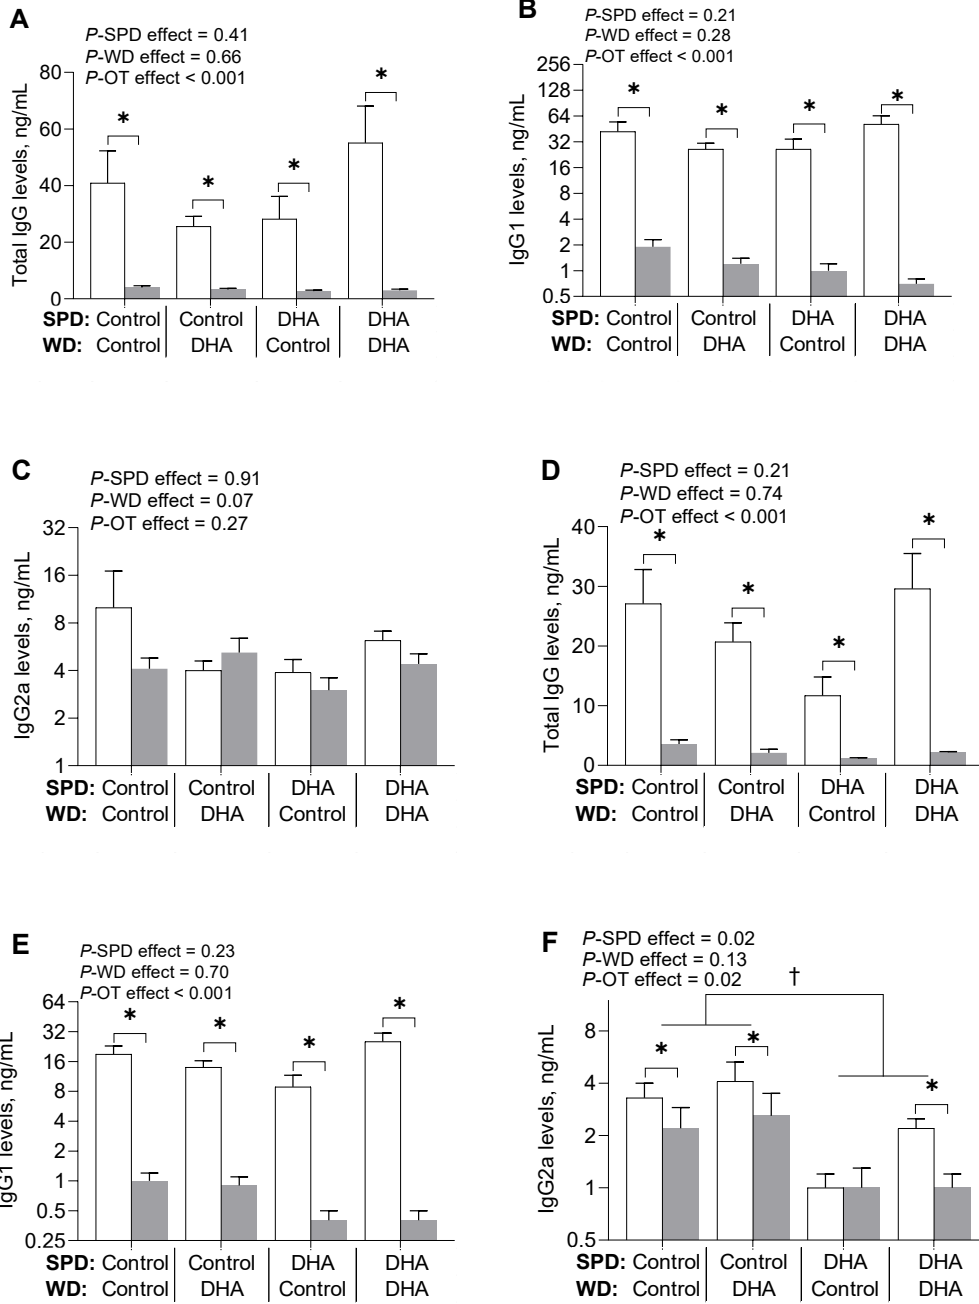 A
P-SPD effect = 0.41
P-WD effect = 0.66
P-OT effect < 0.001
Total IgG levels, ng/mL
80
60
40
20
0
*
*
*
*
SPD: Control Control DHA DHA
WD: Control DHA Control DHA
B
P-SPD effect = 0.21
P-WD effect = 0.28
P-OT effect < 0.001
IgG1 levels, ng/mL
256
128
64
32
16
8
4
2
1
0.5
*
*
*
*
SPD: Control Control DHA DHA
WD: Control DHA Control DHA
C
P-SPD effect = 0.91
P-WD effect = 0.07
P-OT effect = 0.27
IgG2a levels, ng/mL
32
16
8
4
2
1
SPD: Control Control DHA DHA
WD: Control DHA Control DHA
D
P-SPD effect = 0.21
P-WD effect = 0.74
P-OT effect < 0.001
Total IgG levels, ng/mL
40
30
20
10
0
*
*
*
*
SPD: Control Control DHA DHA
WD: Control DHA Control DHA
E
P-SPD effect = 0.23
P-WD effect = 0.70
P-OT effect < 0.001
IgG1 levels, ng/mL
64
32
16
8
4
2
1
0.5
0.25
*
*
*
*
SPD: Control Control DHA DHA
WD: Control DHA Control DHA
F
P-SPD effect = 0.02
P-WD effect = 0.13
P-OT effect = 0.02
†
IgG2a levels, ng/mL
8
4
2
1
0.5
*
*
*
SPD: Control Control DHA DHA
WD: Control DHA Control DHA